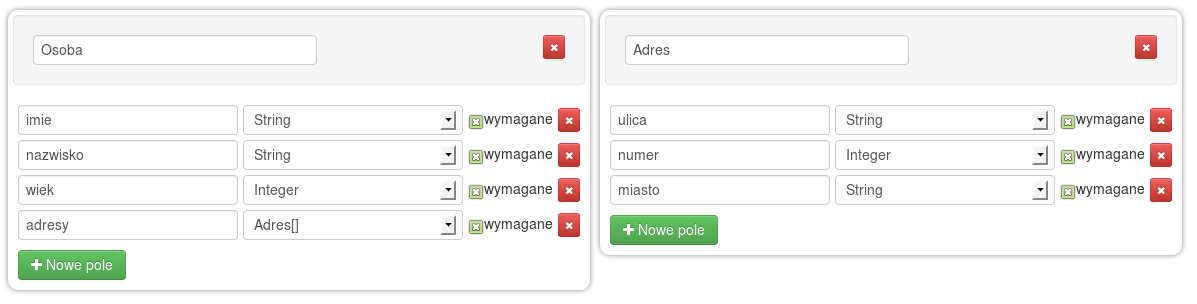 Osoba
imie String wymagane
nazwisko String wymagane
wiek Integer wymagane
adresy Adres[] wymagane
Nowe pole
Adres
ulica String wymagane
numer Integer wymagane
miasto String wymagane
Nowe pole